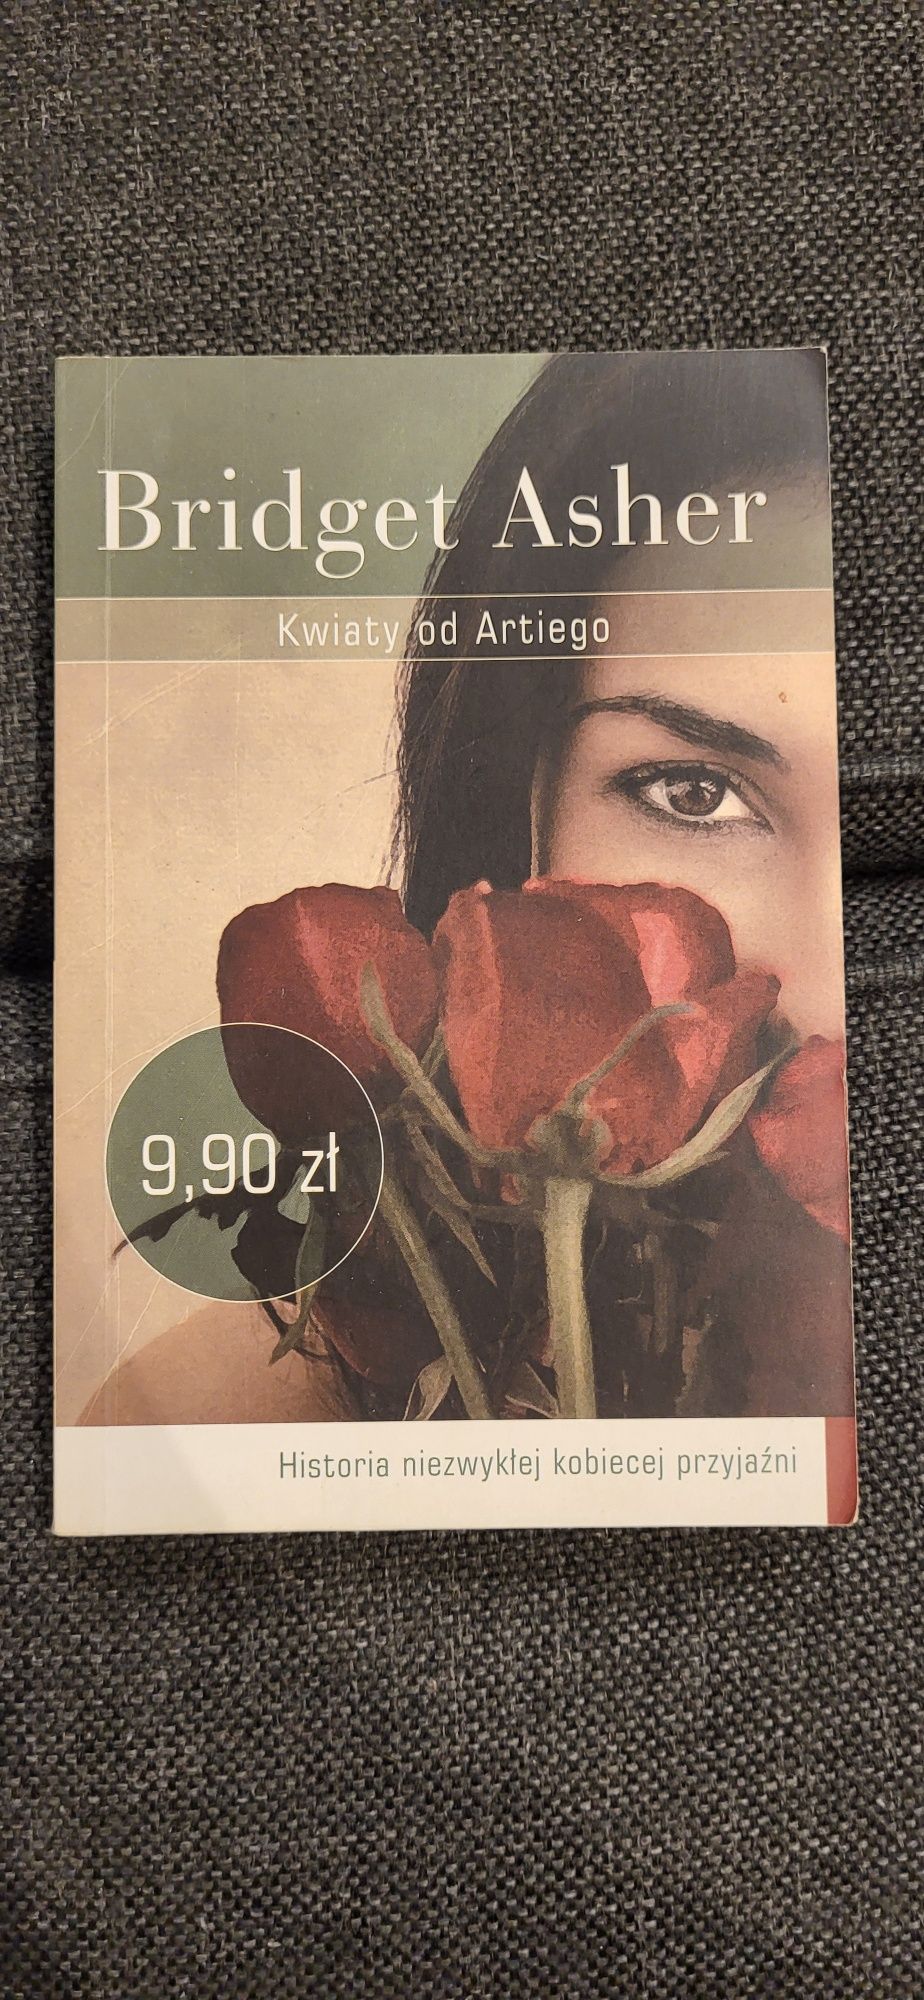 Bridget Asher
Kwiaty od Artiego
9,90 zł
Historia niezwykłej kobiecej przyjaźni